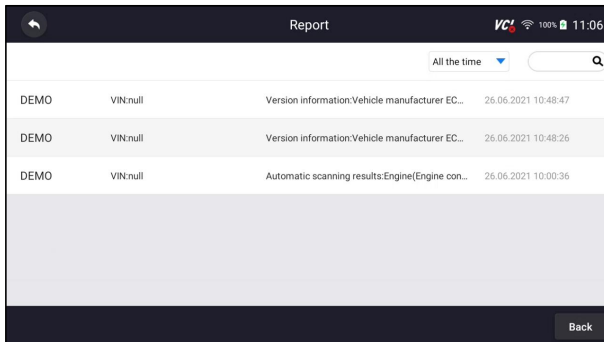 Report
VCI 100% 11:06
All the time
DEMO VIN:null Version information:Vehicle manufacturer EC... 26.06.2021 10:48:47
DEMO VIN:null Version information:Vehicle manufacturer EC... 26.06.2021 10:48:26
DEMO VIN:null Automatic scanning results:Engine(Engine con... 26.06.2021 10:00:36
Back